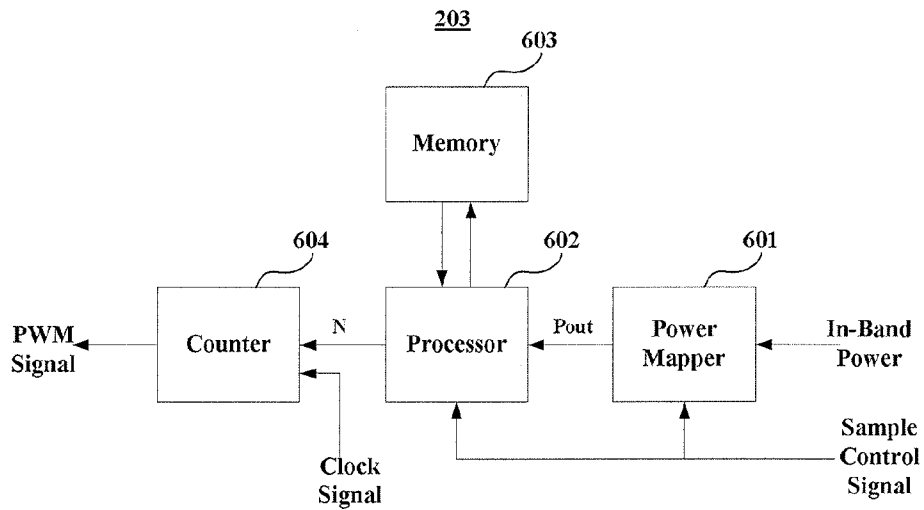 203
603
Memory
604
602
601
PWM
Signal
Counter
N
Processor
Pout
Power
Mapper
In-Band
Power
Clock
Signal
Sample
Control
Signal